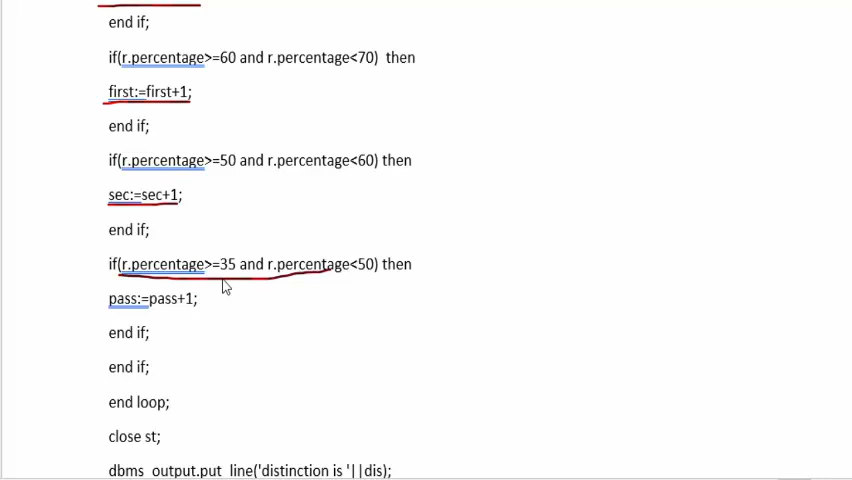 end if;
if(r.percentage>=60 and r.percentage<70)  then
first:=first+1;
end if;
if(r.percentage>=50 and r.percentage<60) then
sec:=sec+1;
end if;
if(r.percentage>=35 and r.percentage<50) then
pass:=pass+1;
end if;
end if;
end loop;
close st;
dbms_output.put_line('distinction is '||dis);